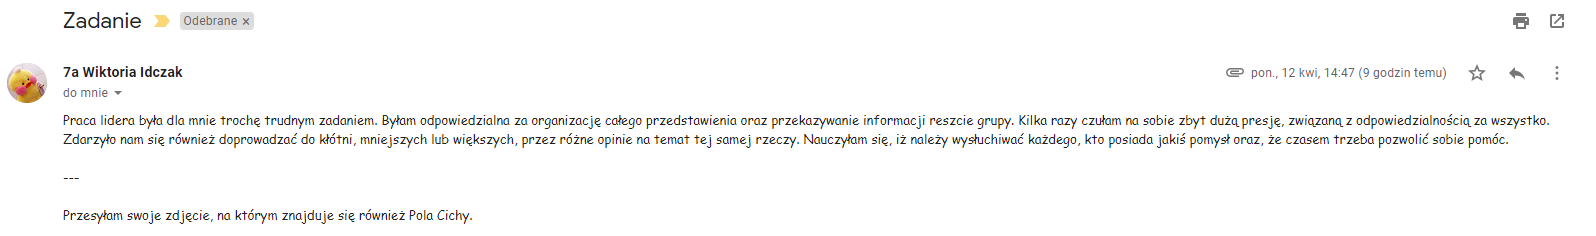 Zadanie Odebrane ×
7a Wiktoria Idczak pon., 12 kwi, 14:47 (9 godzin temu)
do mnie
Praca lidera była dla mnie trochę trudnym zadaniem. Byłam odpowiedzialna za organizację całego przedstawienia oraz przekazywanie informacji reszcie grupy. Kilka razy czułam na sobie zbyt dużą presję, związaną z odpowiedzialnością za wszystko.
Zdarzyło nam się również doprowadzać do kłótni, mniejszych lub większych, przez różne opinie na temat tej samej rzeczy. Nauczyłam się, iż należy wysłuchiwać każdego, kto posiada jakiś pomysł oraz, że czasem trzeba pozwolić sobie pomóc.
---
Przesyłam swoje zdjęcie, na którym znajduje się również Pola Cichy.